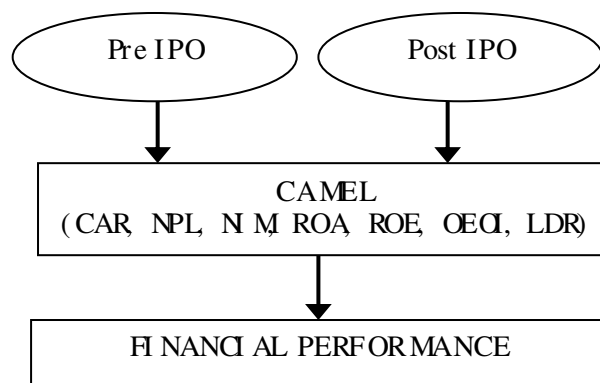 Pre IPO
Post IPO
CAMEL
(CAR, NPL, NIM, ROA, ROE, OEOI, LDR)
FINANCIAL PERFORMANCE